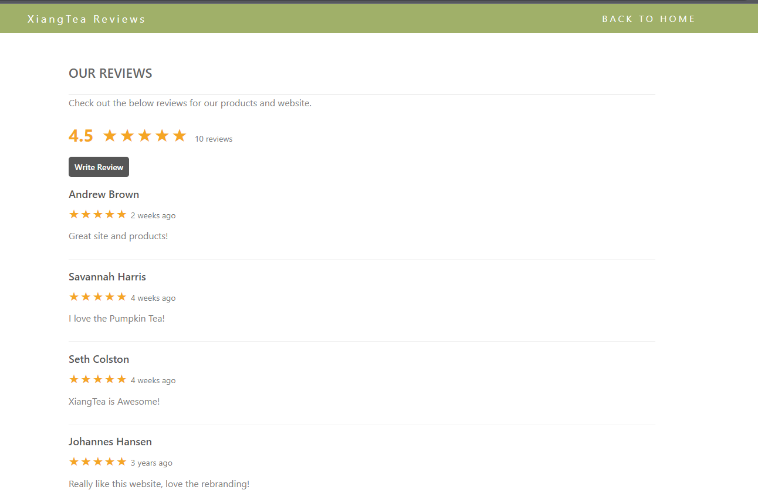 XiangTea Reviews
BACK TO HOME
OUR REVIEWS
Check out the below reviews for our products and website.
4.5 ★★★★★ 10 reviews
Write Review
Andrew Brown
★★★★★ 2 weeks ago
Great site and products!
Savannah Harris
★★★★★ 4 weeks ago
I love the Pumpkin Tea!
Seth Colston
★★★★★ 4 weeks ago
XiangTea is Awesome!
Johannes Hansen
★★★★★ 3 years ago
Really like this website, love the rebranding!